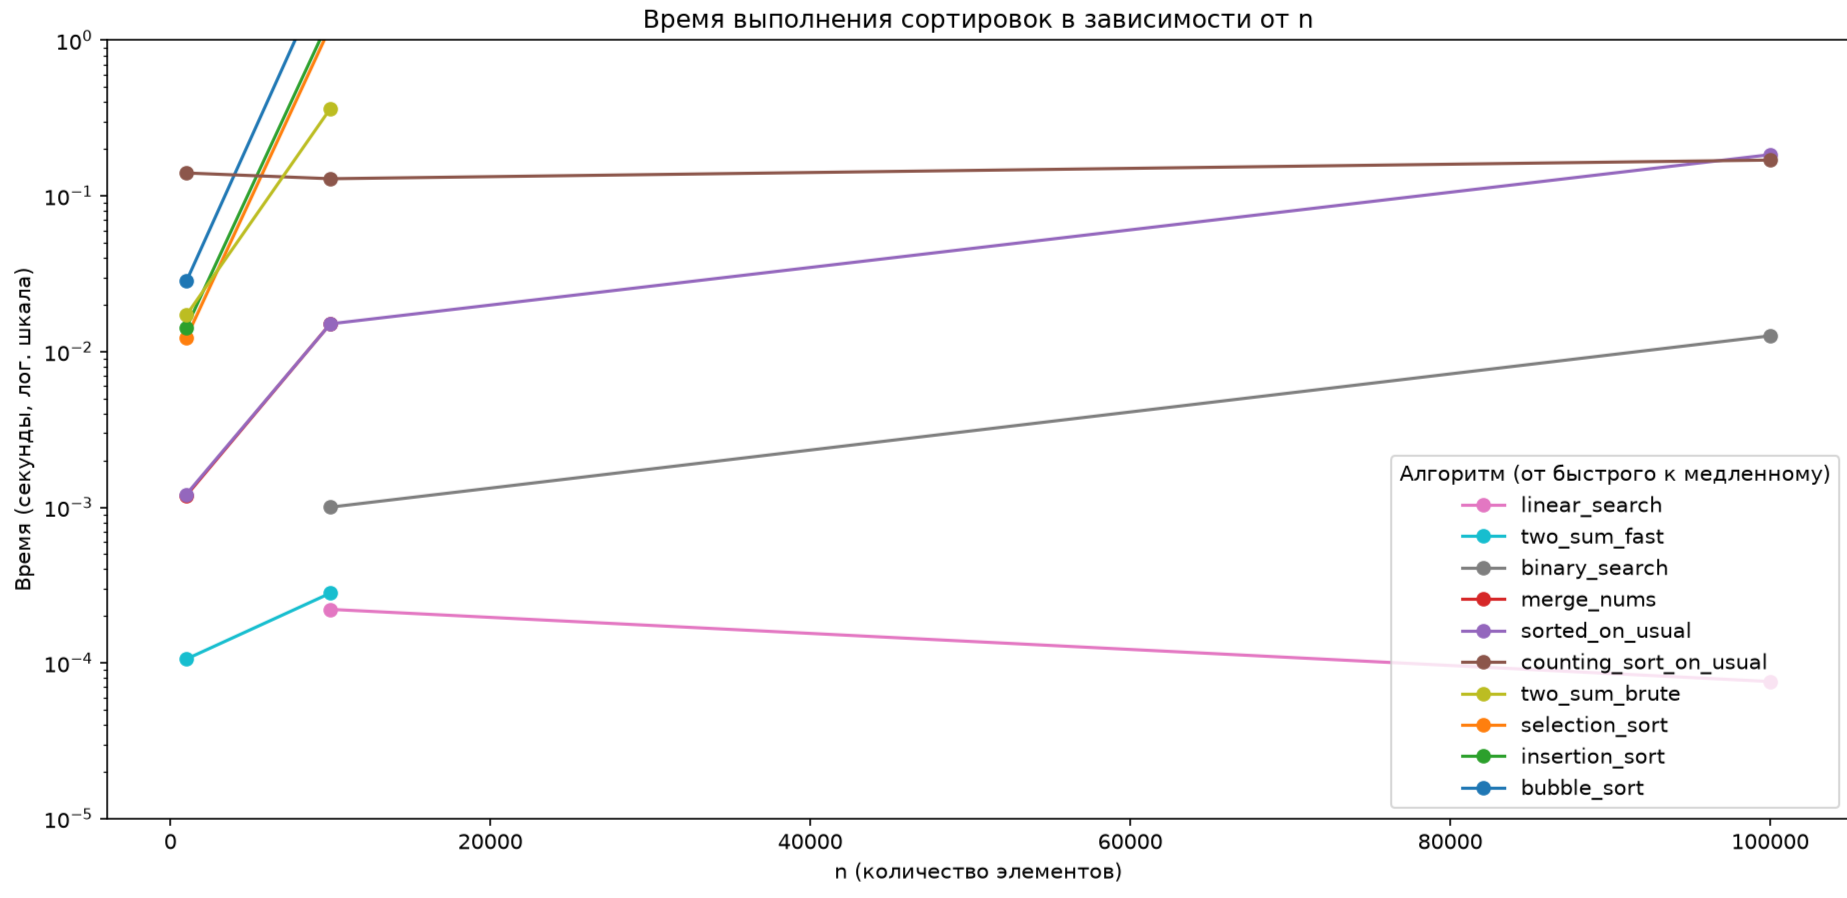 Время выполнения сортировок в зависимости от n
10⁰
10⁻¹
10⁻²
10⁻³
10⁻⁴
10⁻⁵
Время (секунды, лог. шкала)
Алгоритм (от быстрого к медленному)
linear_search
two_sum_fast
binary_search
merge_nums
sorted_on_usual
counting_sort_on_usual
two_sum_brute
selection_sort
insertion_sort
bubble_sort
0 20000 40000 60000 80000 100000
n (количество элементов)